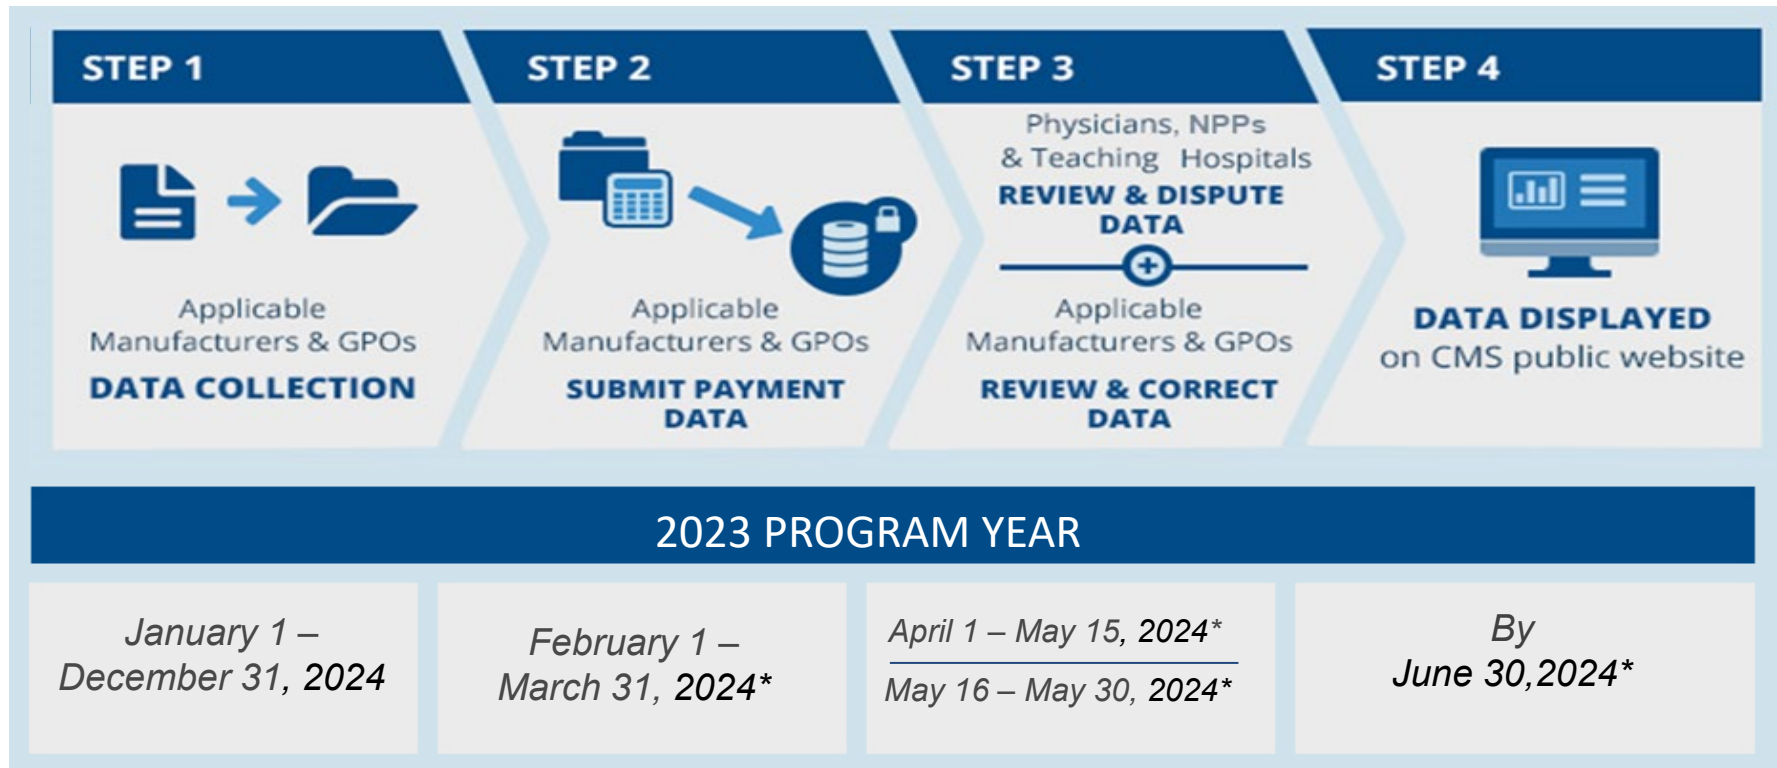 STEP 1
Applicable
Manufacturers & GPOs
DATA COLLECTION
STEP 2
Applicable
Manufacturers & GPOs
SUBMIT PAYMENT
DATA
STEP 3
Physicians, NPPs
& Teaching Hospitals
REVIEW & DISPUTE
DATA
Applicable
Manufacturers & GPOs
REVIEW & CORRECT
DATA
STEP 4
DATA DISPLAYED
on CMS public website
2023 PROGRAM YEAR
January 1 –
December 31, 2024
February 1 –
March 31, 2024*
April 1 – May 15, 2024*
May 16 – May 30, 2024*
By
June 30,2024*